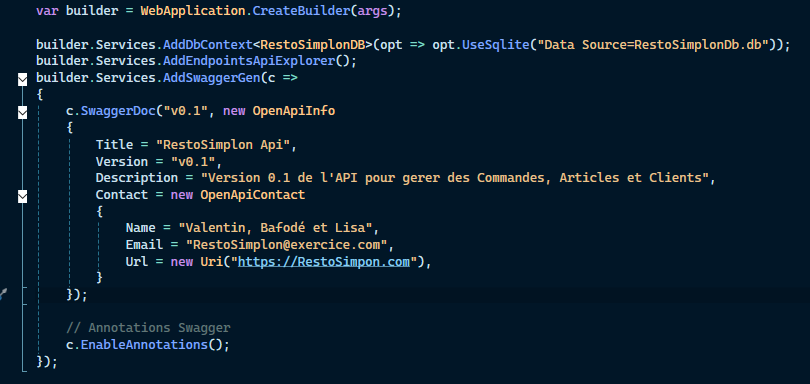 var builder = WebApplication.CreateBuilder(args);
builder.Services.AddDbContext<RestoSimplonDB>(opt => opt.UseSqlite("Data Source=RestoSimplonDb.db"));
builder.Services.AddEndpointsApiExplorer();
builder.Services.AddSwaggerGen(c =>
{
c.SwaggerDoc("v0.1", new OpenApiInfo
{
Title = "RestoSimplon Api",
Version = "v0.1",
Description = "Version 0.1 de l'API pour gerer des Commandes, Articles et Clients",
Contact = new OpenApiContact
{
Name = "Valentin, Bafodé et Lisa",
Email = "RestoSimplon@exercice.com",
Url = new Uri("https://RestoSimpon.com"),
}
});
// Annotations Swagger
c.EnableAnnotations();
});